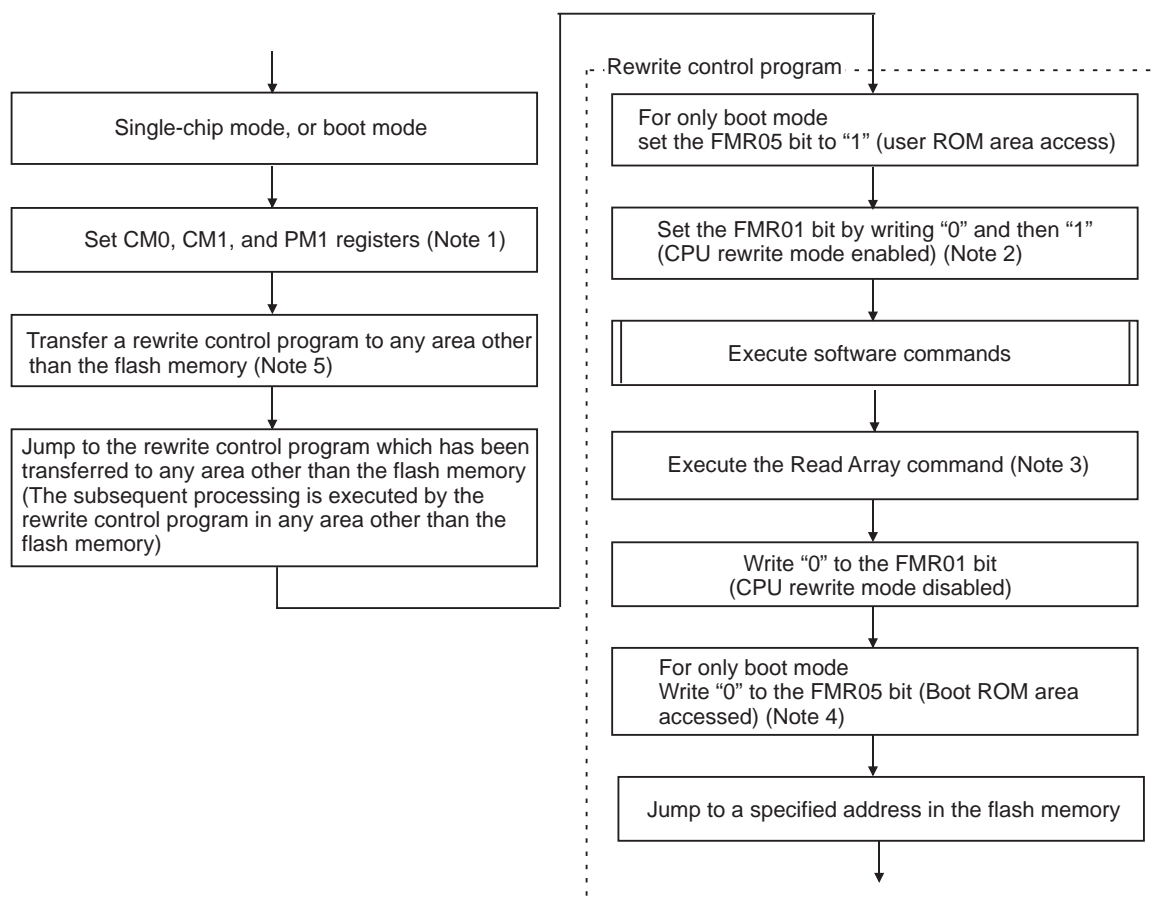 Single-chip mode, or boot mode
Set CM0, CM1, and PM1 registers (Note 1)
Transfer a rewrite control program to any area other
than the flash memory (Note 5)
Jump to the rewrite control program which has been
transferred to any area other than the flash memory
(The subsequent processing is executed by the
rewrite control program in any area other than the
flash memory)
Rewrite control program
For only boot mode
set the FMR05 bit to “1” (user ROM area access)
Set the FMR01 bit by writing “0” and then “1”
(CPU rewrite mode enabled) (Note 2)
Execute software commands
Execute the Read Array command (Note 3)
Write “0” to the FMR01 bit
(CPU rewrite mode disabled)
For only boot mode
Write “0” to the FMR05 bit (Boot ROM area
accessed) (Note 4)
Jump to a specified address in the flash memory